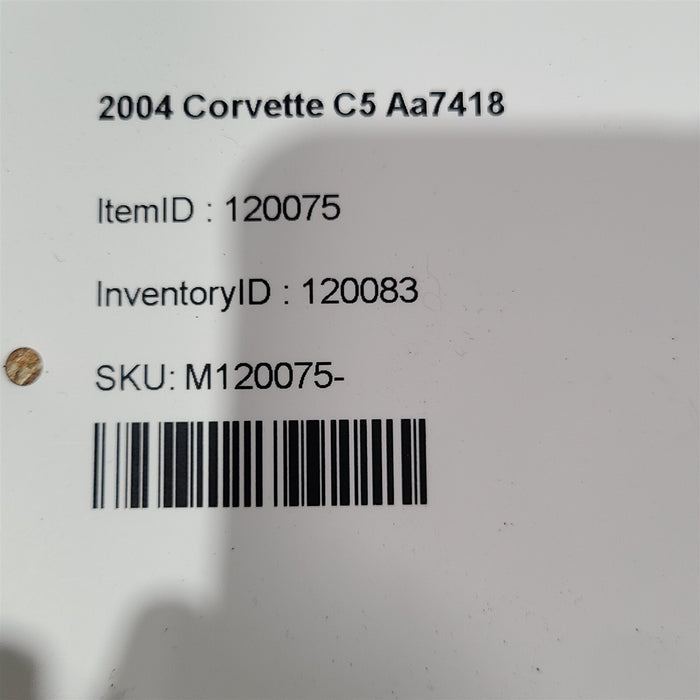 2004 Corvette C5 Aa7418
ItemID : 120075
InventoryID : 120083
SKU: M120075-